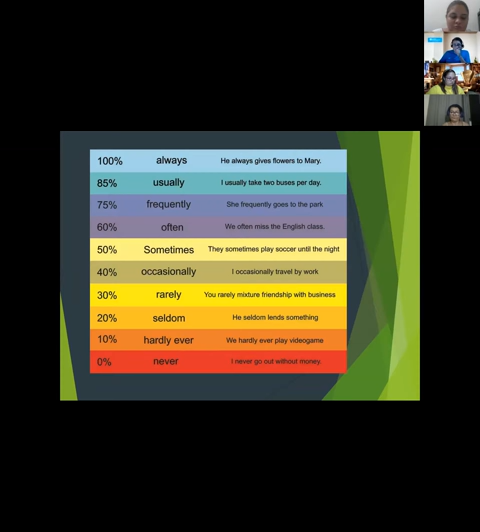 100% always He always gives flowers to Mary.
85% usually I usually take two buses per day.
75% frequently She frequently goes to the park
60% often We often miss the English class.
50% Sometimes They sometimes play soccer until the night
40% occasionally I occasionally travel by work
30% rarely You rarely mixture friendship with business
20% seldom He seldom lends something
10% hardly ever We hardly ever play videogame
0% never I never go out without money.